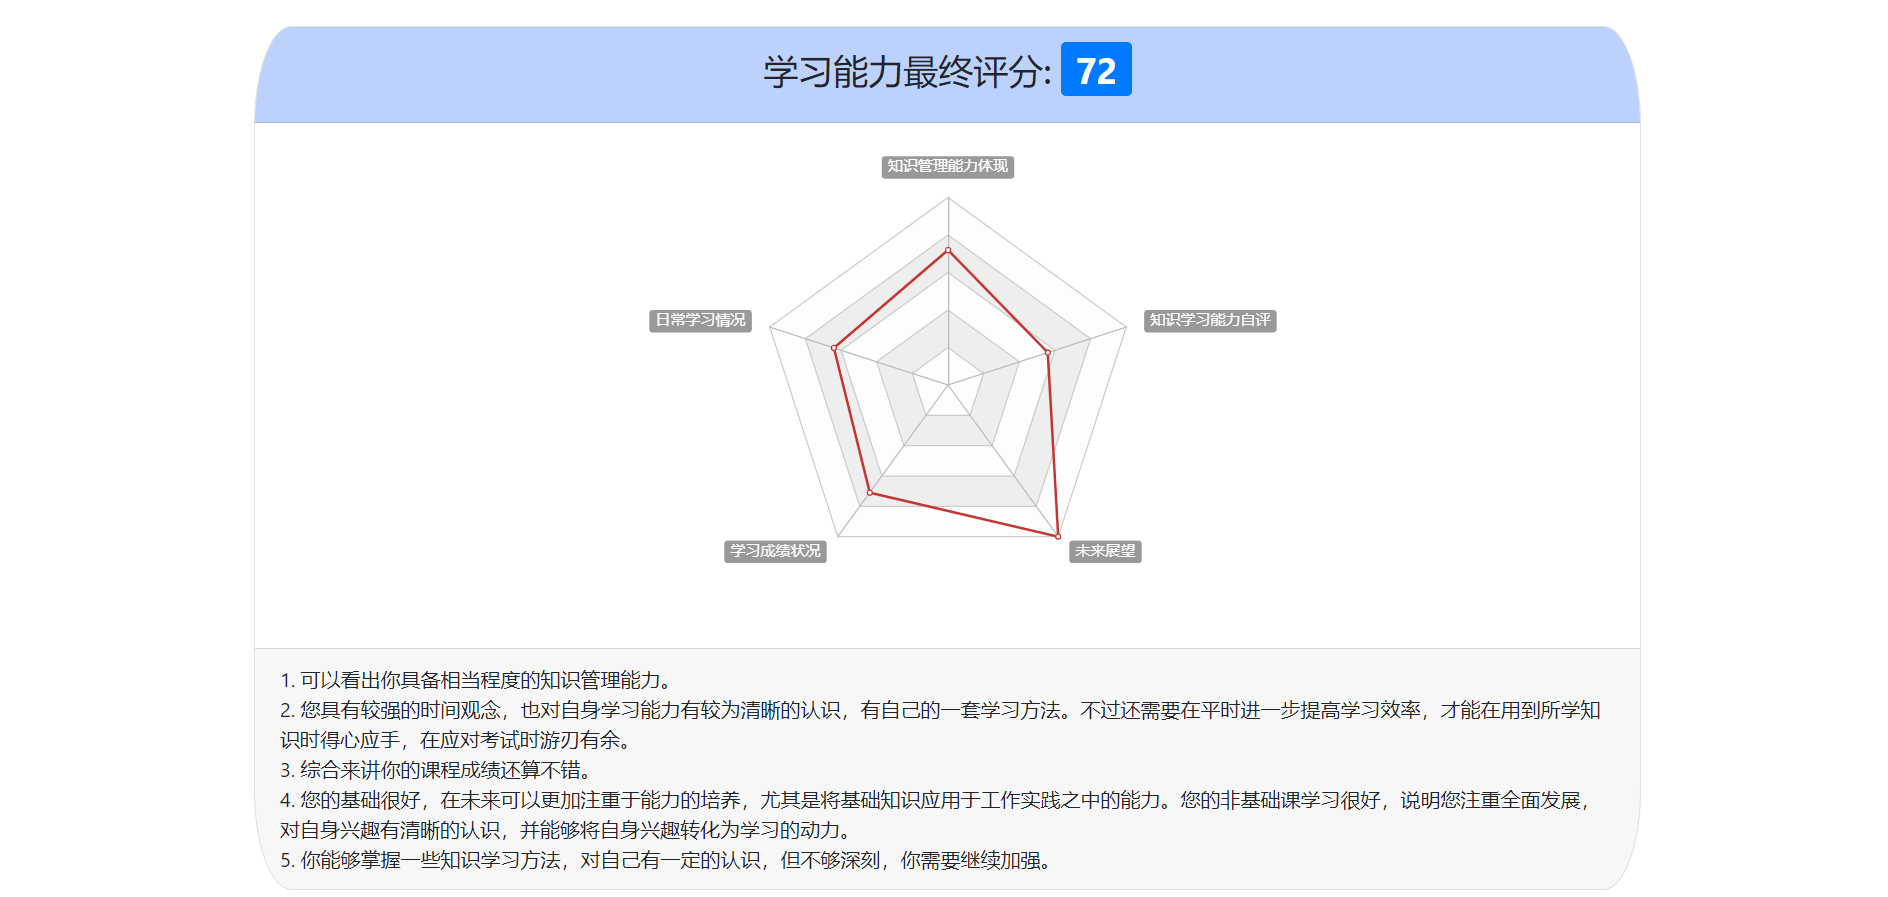 学习能力最终评分: 72
知识管理能力体现
日常学习情况
知识学习能力自评
学习成绩状况
未来展望
1. 可以看出你具备相当程度的知识管理能力。
2. 您具有较强的时间观念，也对自身学习能力有较为清晰的认识，有自己的一套学习方法。不过还需要在平时进一步提高学习效率，才能在用到所学知
识时得心应手，在应对考试时游刃有余。
3. 综合来讲你的课程成绩还算不错。
4. 您的基础很好，在未来可以更加注重于能力的培养，尤其是将基础知识应用于工作实践之中的能力。您的非基础课学习很好，说明您注重全面发展，
对自身兴趣有清晰的认识，并能够将自身兴趣转化为学习的动力。
5. 你能够掌握一些知识学习方法，对自己有一定的认识，但不够深刻，你需要继续加强。